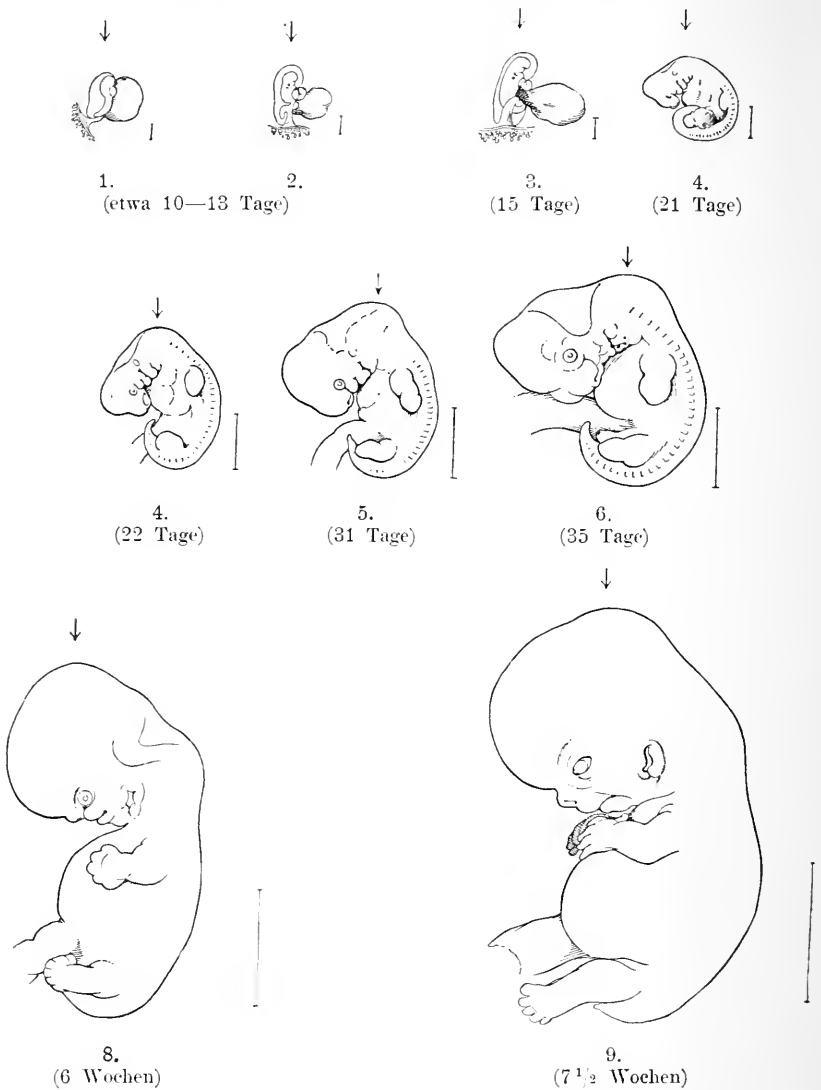 1.
2.
(etwa 10—13 Tage)
3.
(15 Tage)
4.
(21 Tage)
4.
(22 Tage)
5.
(31 Tage)
6.
(35 Tage)
8.
(6 Wochen)
9.
(7 1/2 Wochen)